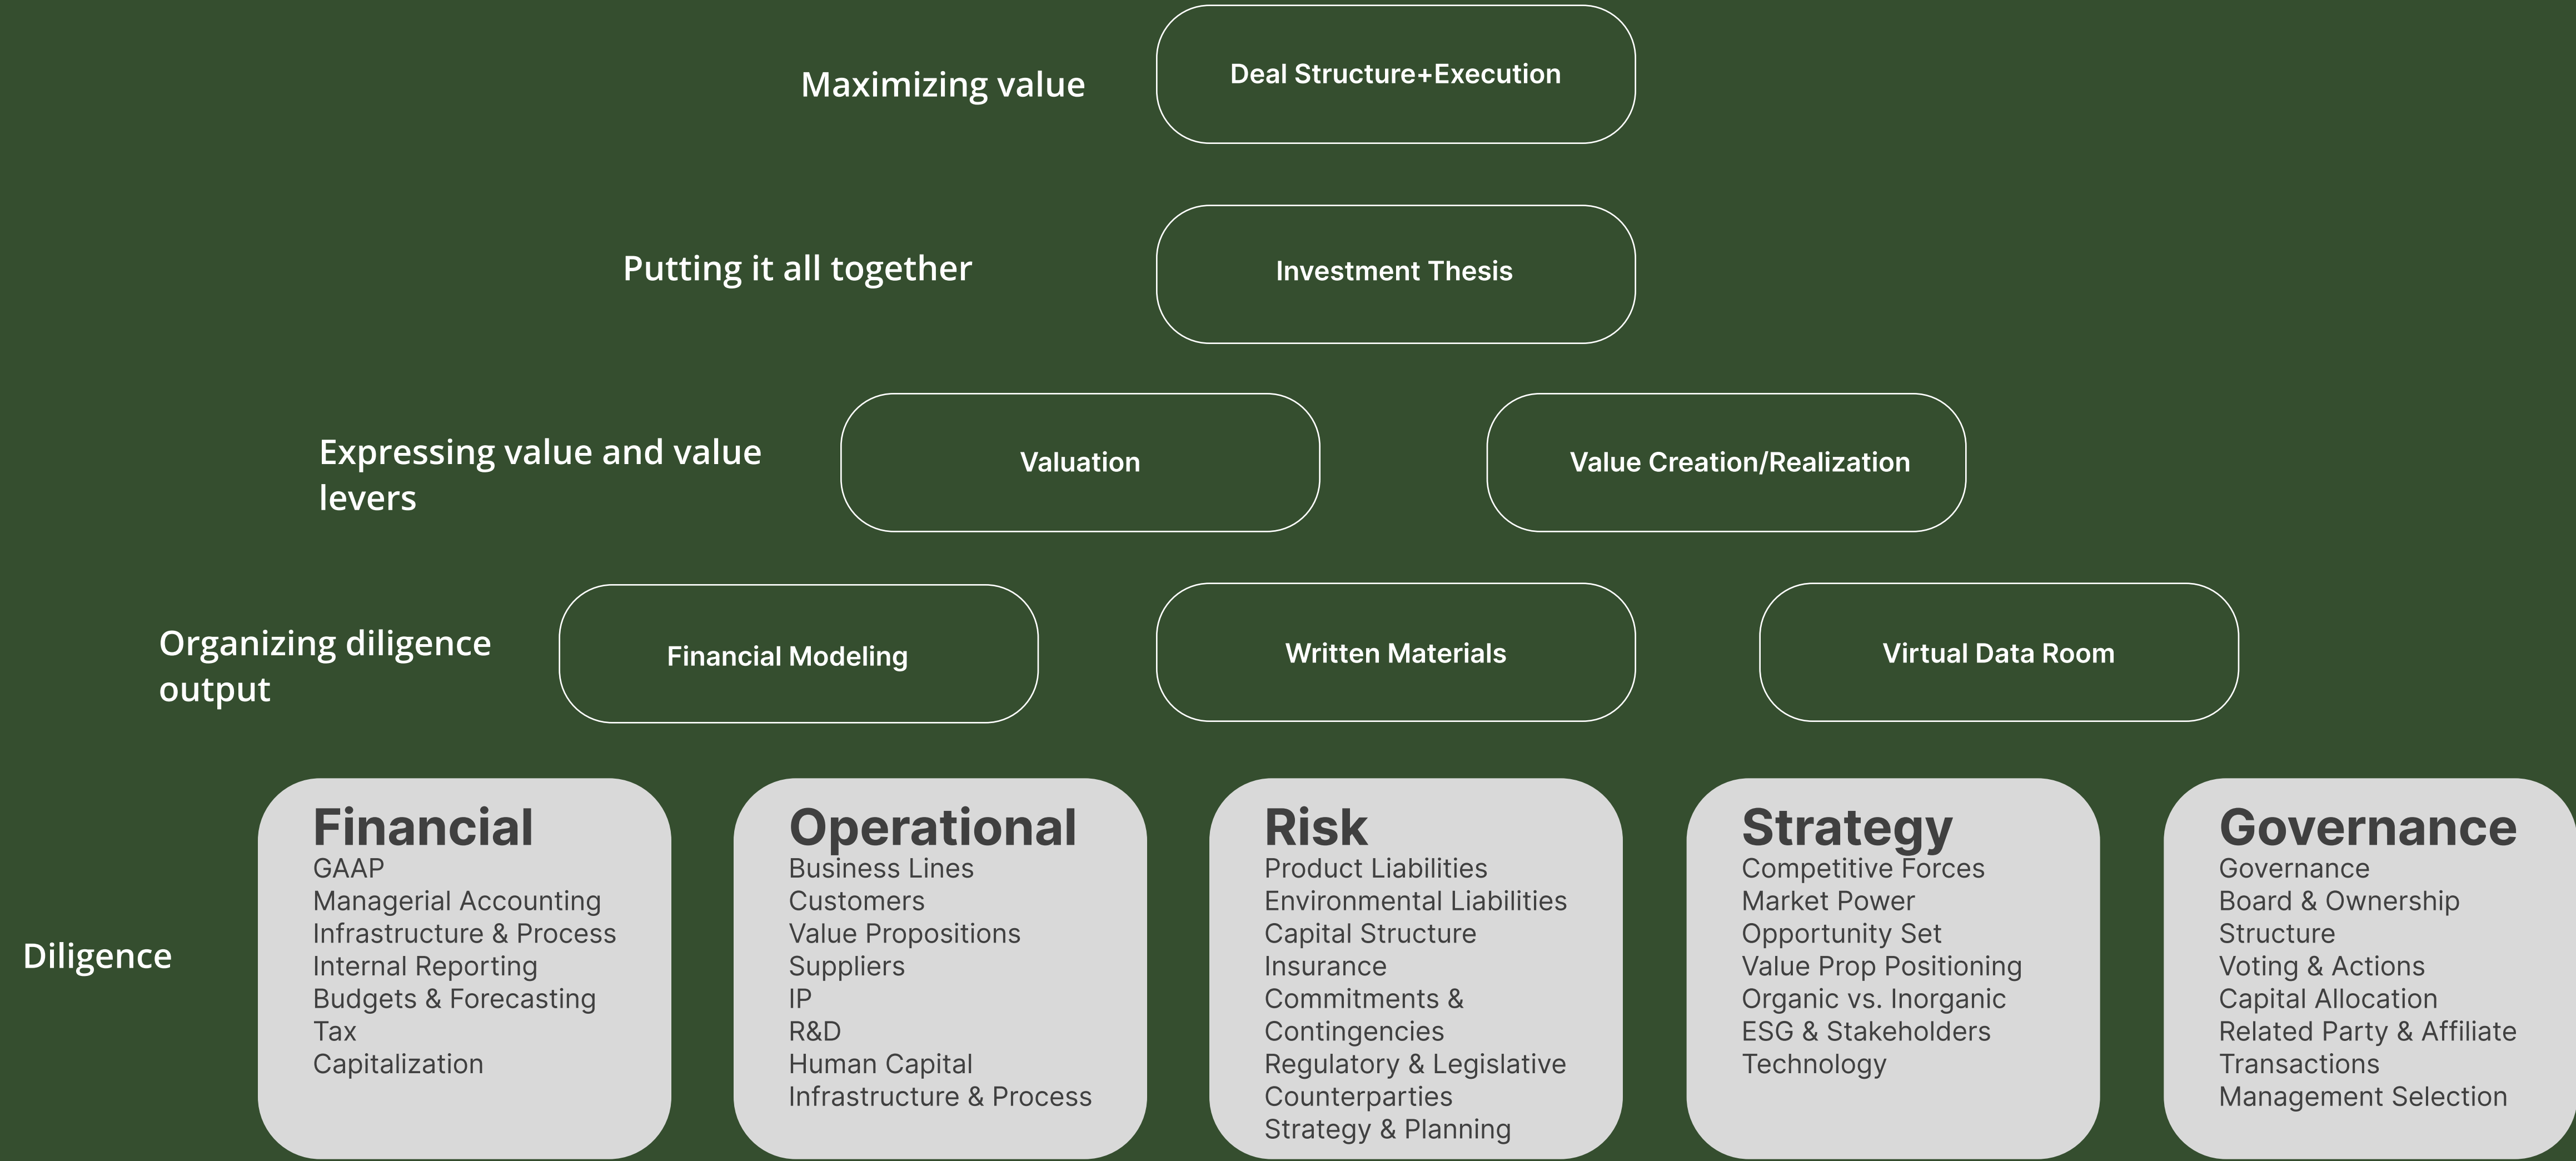 Maximizing value
Deal Structure+Execution
Putting it all together
Investment Thesis
Expressing value and value
levers
Valuation
Value Creation/Realization
Organizing diligence
output
Financial Modeling
Written Materials
Virtual Data Room
Diligence
Financial
GAAP
Managerial Accounting
Infrastructure & Process
Internal Reporting
Budgets & Forecasting
Tax
Capitalization
Operational
Business Lines
Customers
Value Propositions
Suppliers
IP
R&D
Human Capital
Infrastructure & Process
Risk
Product Liabilities
Environmental Liabilities
Capital Structure
Insurance
Commitments &
Contingencies
Regulatory & Legislative
Counterparties
Strategy & Planning
Strategy
Competitive Forces
Market Power
Opportunity Set
Value Prop Positioning
Organic vs. Inorganic
ESG & Stakeholders
Technology
Governance
Governance
Board & Ownership
Structure
Voting & Actions
Capital Allocation
Related Party & Affiliate
Transactions
Management Selection